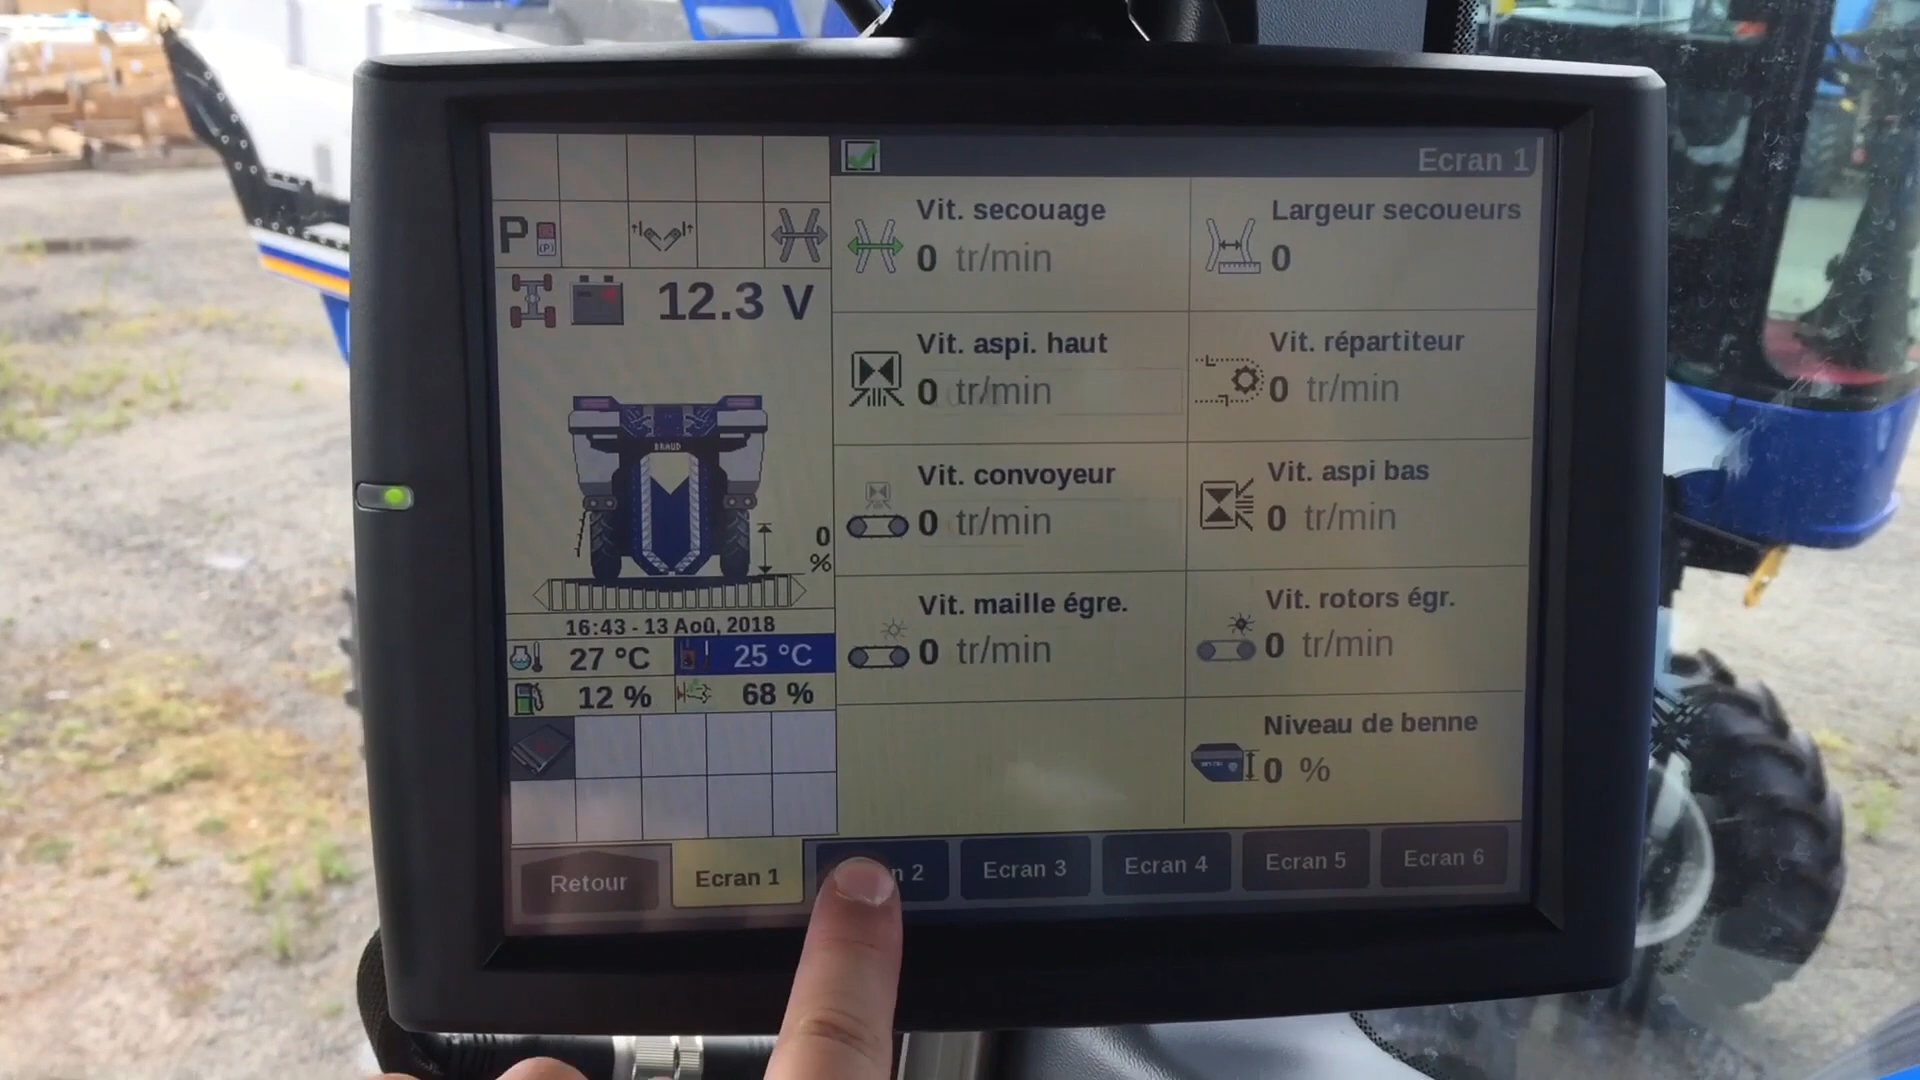 Ecran 1
P
(P)
12.3 V
BRAUD
0
%
16:43 - 13 Aoû, 2018
27 °C
25 °C
12 %
68 %
Vit. secouage
0 tr/min
Largeur secoueurs
0
Vit. aspi. haut
0 tr/min
Vit. répartiteur
0 tr/min
Vit. convoyeur
0 tr/min
Vit. aspi bas
0 tr/min
Vit. maille égre.
0 tr/min
Vit. rotors égr.
0 tr/min
Niveau de benne
0 %
Retour
Ecran 1
n 2
Ecran 3
Ecran 4
Ecran 5
Ecran 6